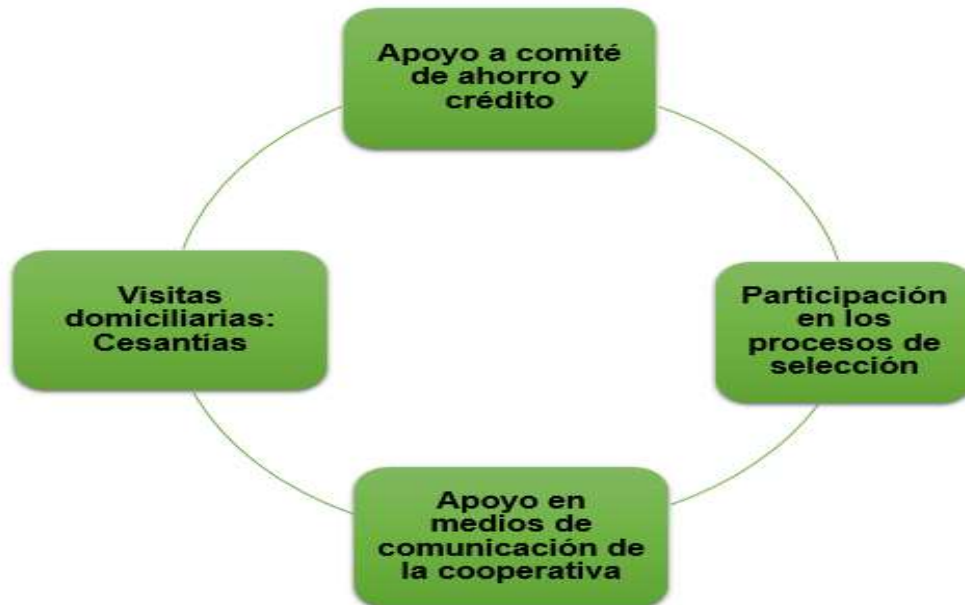 Apoyo a comité
de ahorro y
crédito
Visitas
domiciliarias:
Cesantías
Participación
en los
procesos de
selección
Apoyo en
medios de
comunicación de
la cooperativa